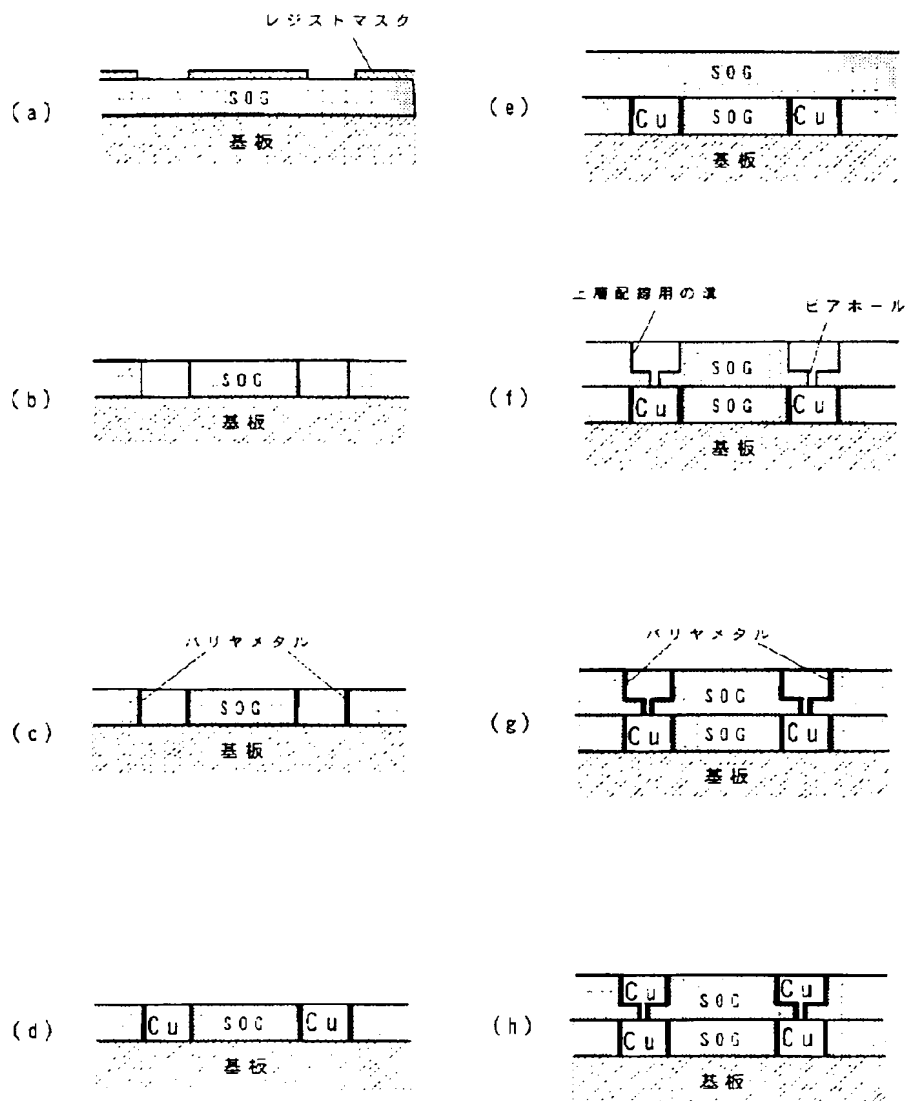 レジストマスク
(a)
SOG
基板
(b)
SOG
基板
バリヤメタル
(c)
SOG
基板
(d)
Cu
SOG
Cu
基板
(e)
SOG
Cu
SOG
Cu
基板
上層配線用の溝
ビアホール
(f)
SOG
Cu
SOG
Cu
基板
バリヤメタル
(g)
SOG
Cu
SOG
Cu
基板
(h)
Cu
SOG
Cu
Cu
SOG
Cu
基板